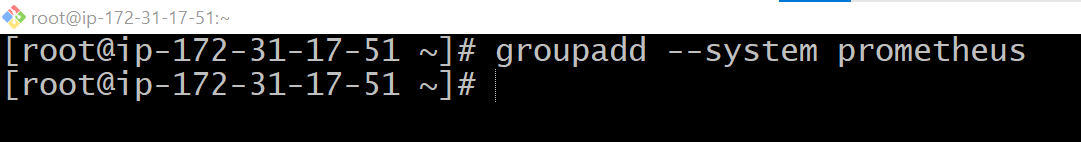 root@ip-172-31-17-51:~
[root@ip-172-31-17-51 ~]# groupadd --system prometheus
[root@ip-172-31-17-51 ~]#